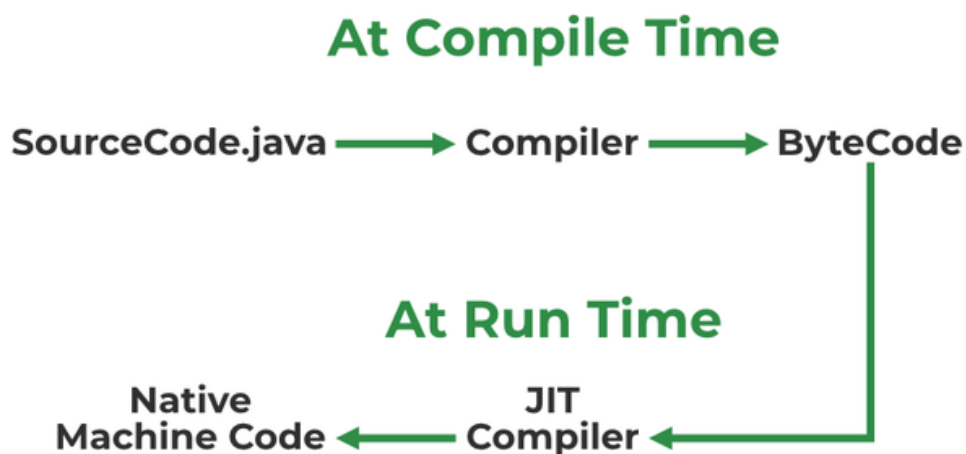 At Compile Time
SourceCode.java Compiler ByteCode
At Run Time
Native JIT
Machine Code Compiler